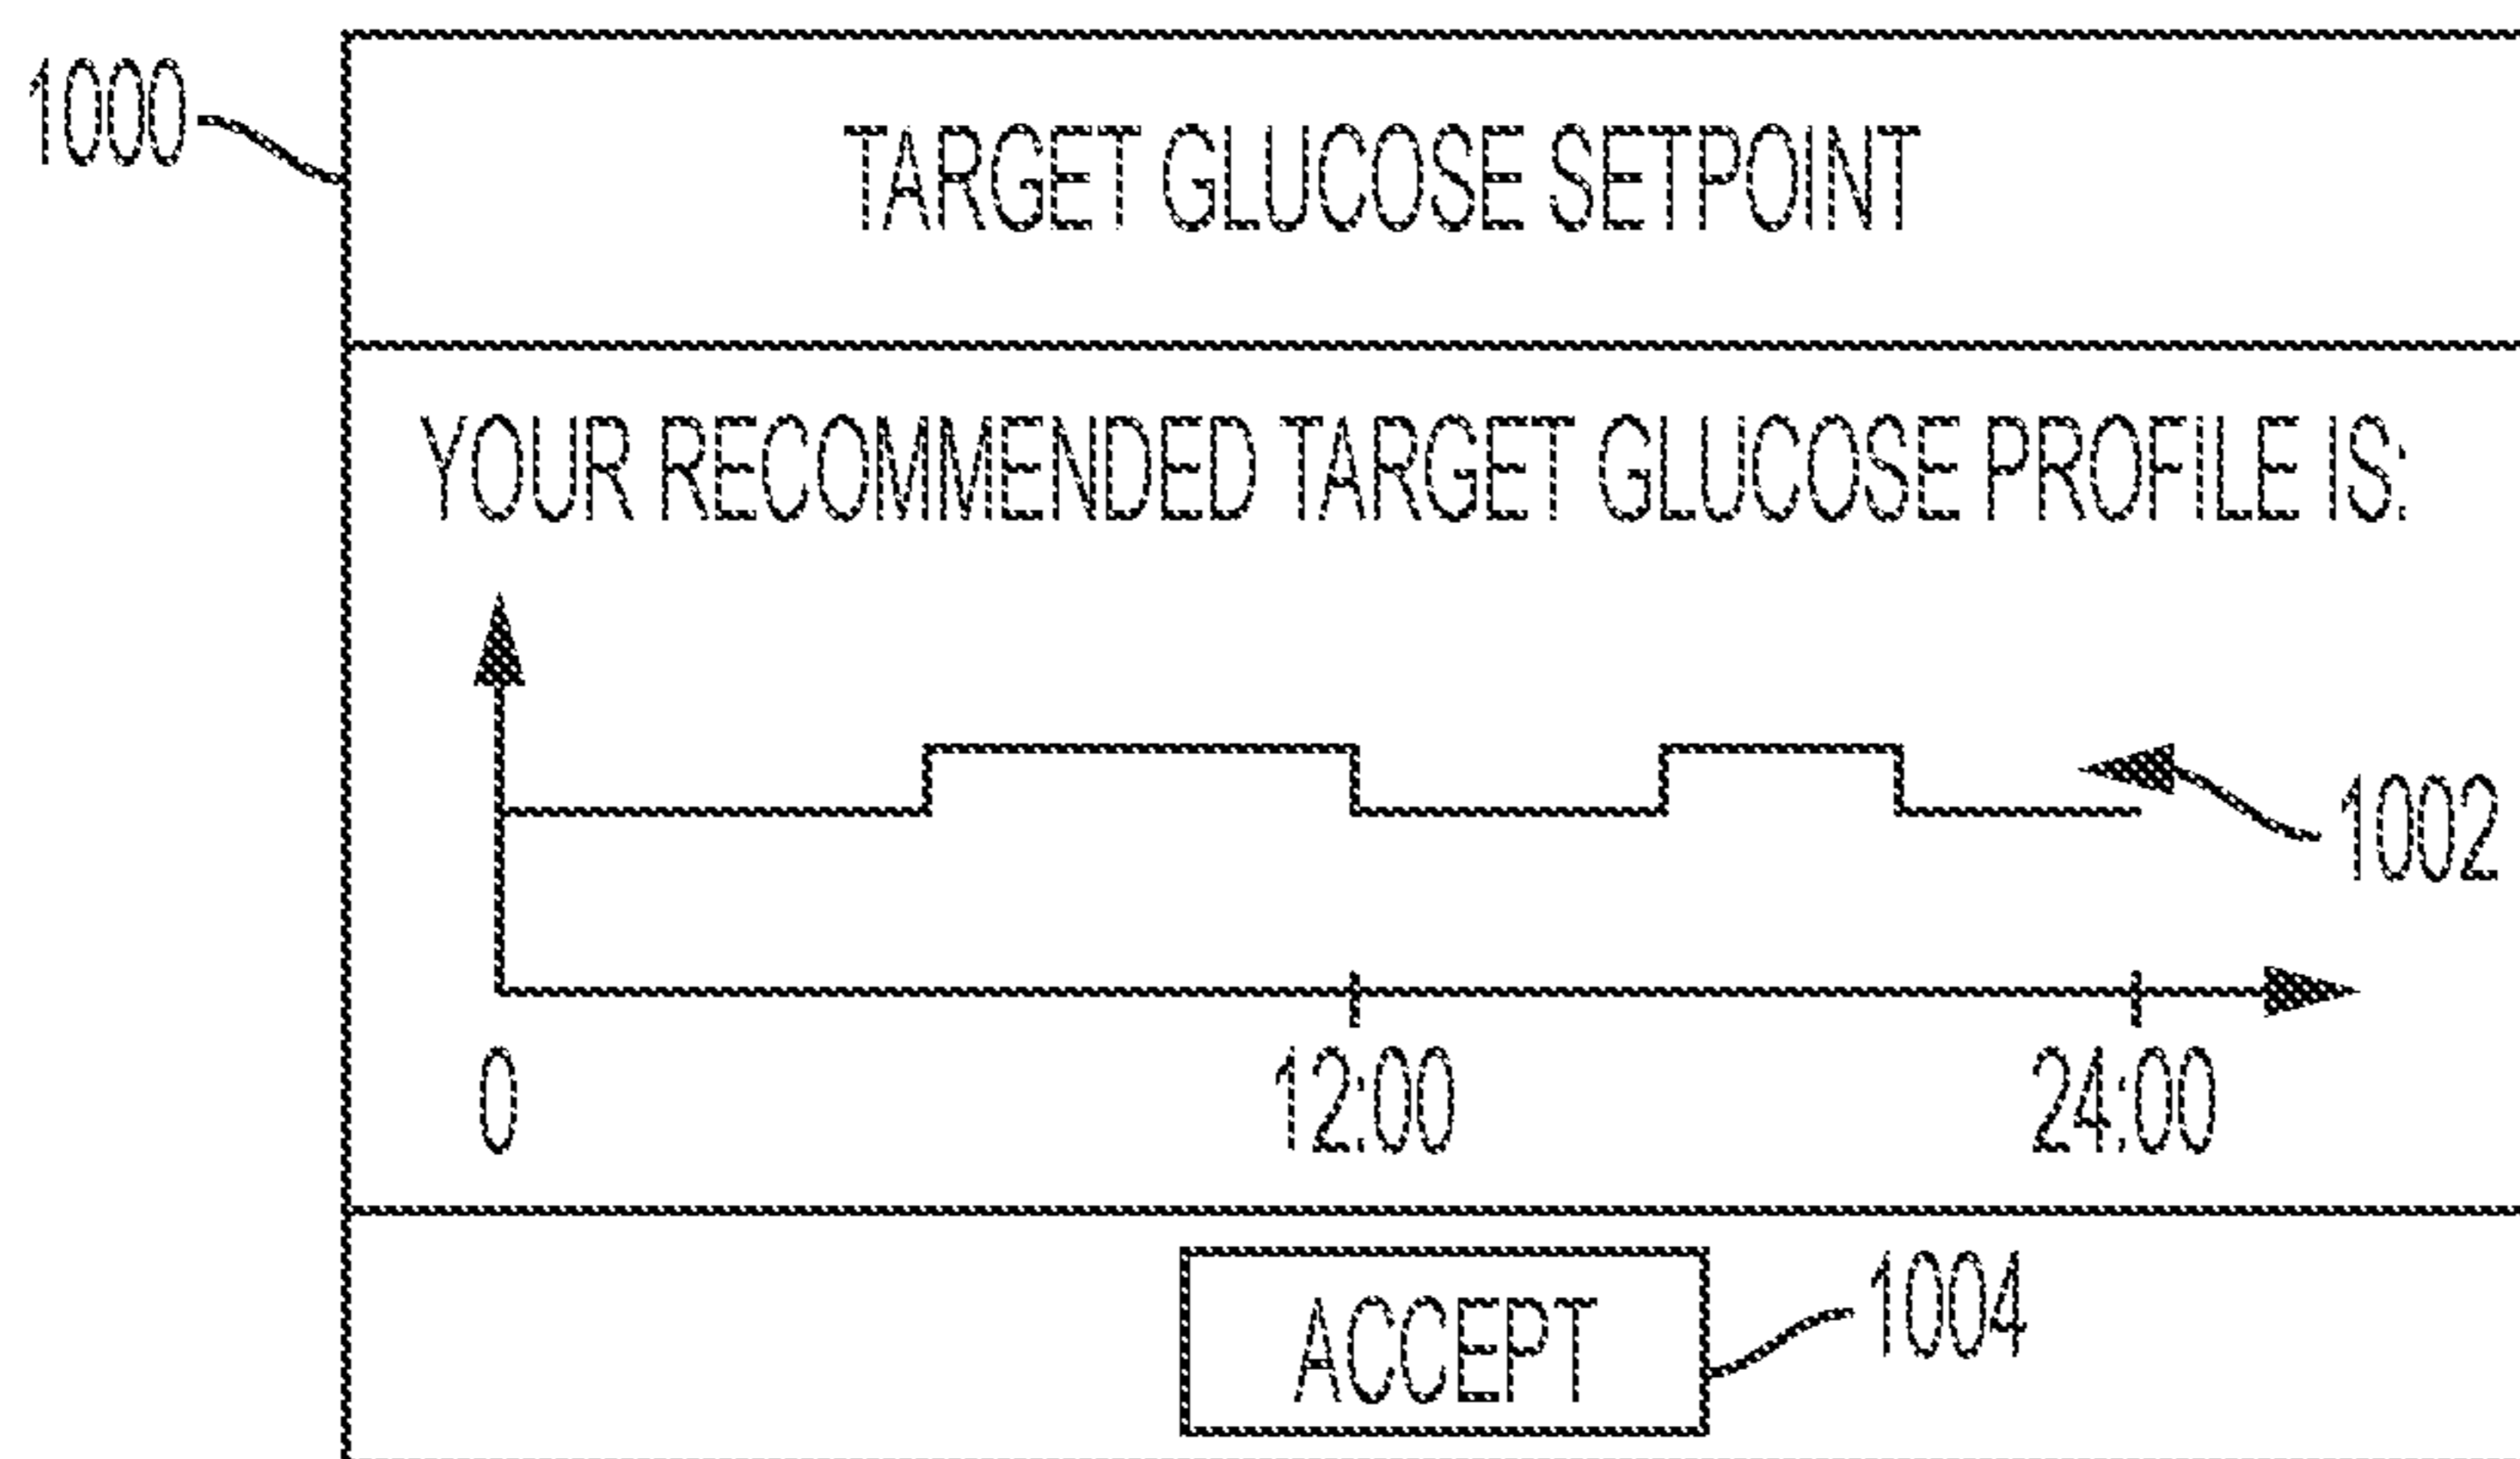 1000
TARGET GLUCOSE SETPOINT
YOUR RECOMMENDED TARGET GLUCOSE PROFILE IS:
1002
0 12:00 24:00
ACCEPT
1004